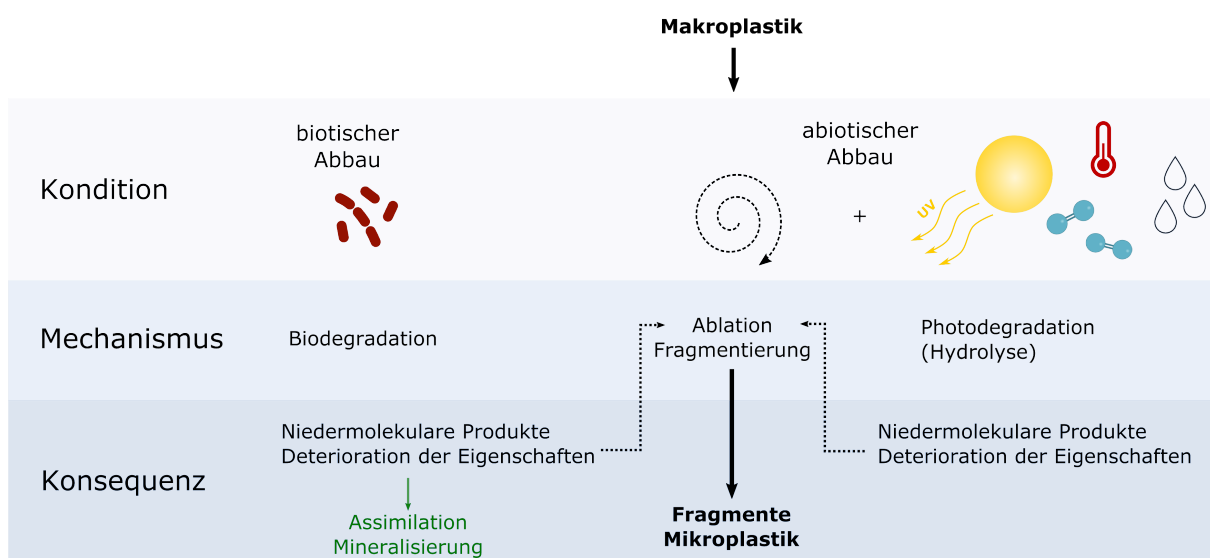 Makroplastik
Kondition
biotischer
Abbau
+
abiotischer
Abbau
UV
Mechanismus
Biodegradation
Ablation
Fragmentierung
Photodegradation
(Hydrolyse)
Konsequenz
Niedermolekulare Produkte
Deterioration der Eigenschaften
Assimilation
Mineralisierung
Fragmente
Mikroplastik
Niedermolekulare Produkte
Deterioration der Eigenschaften